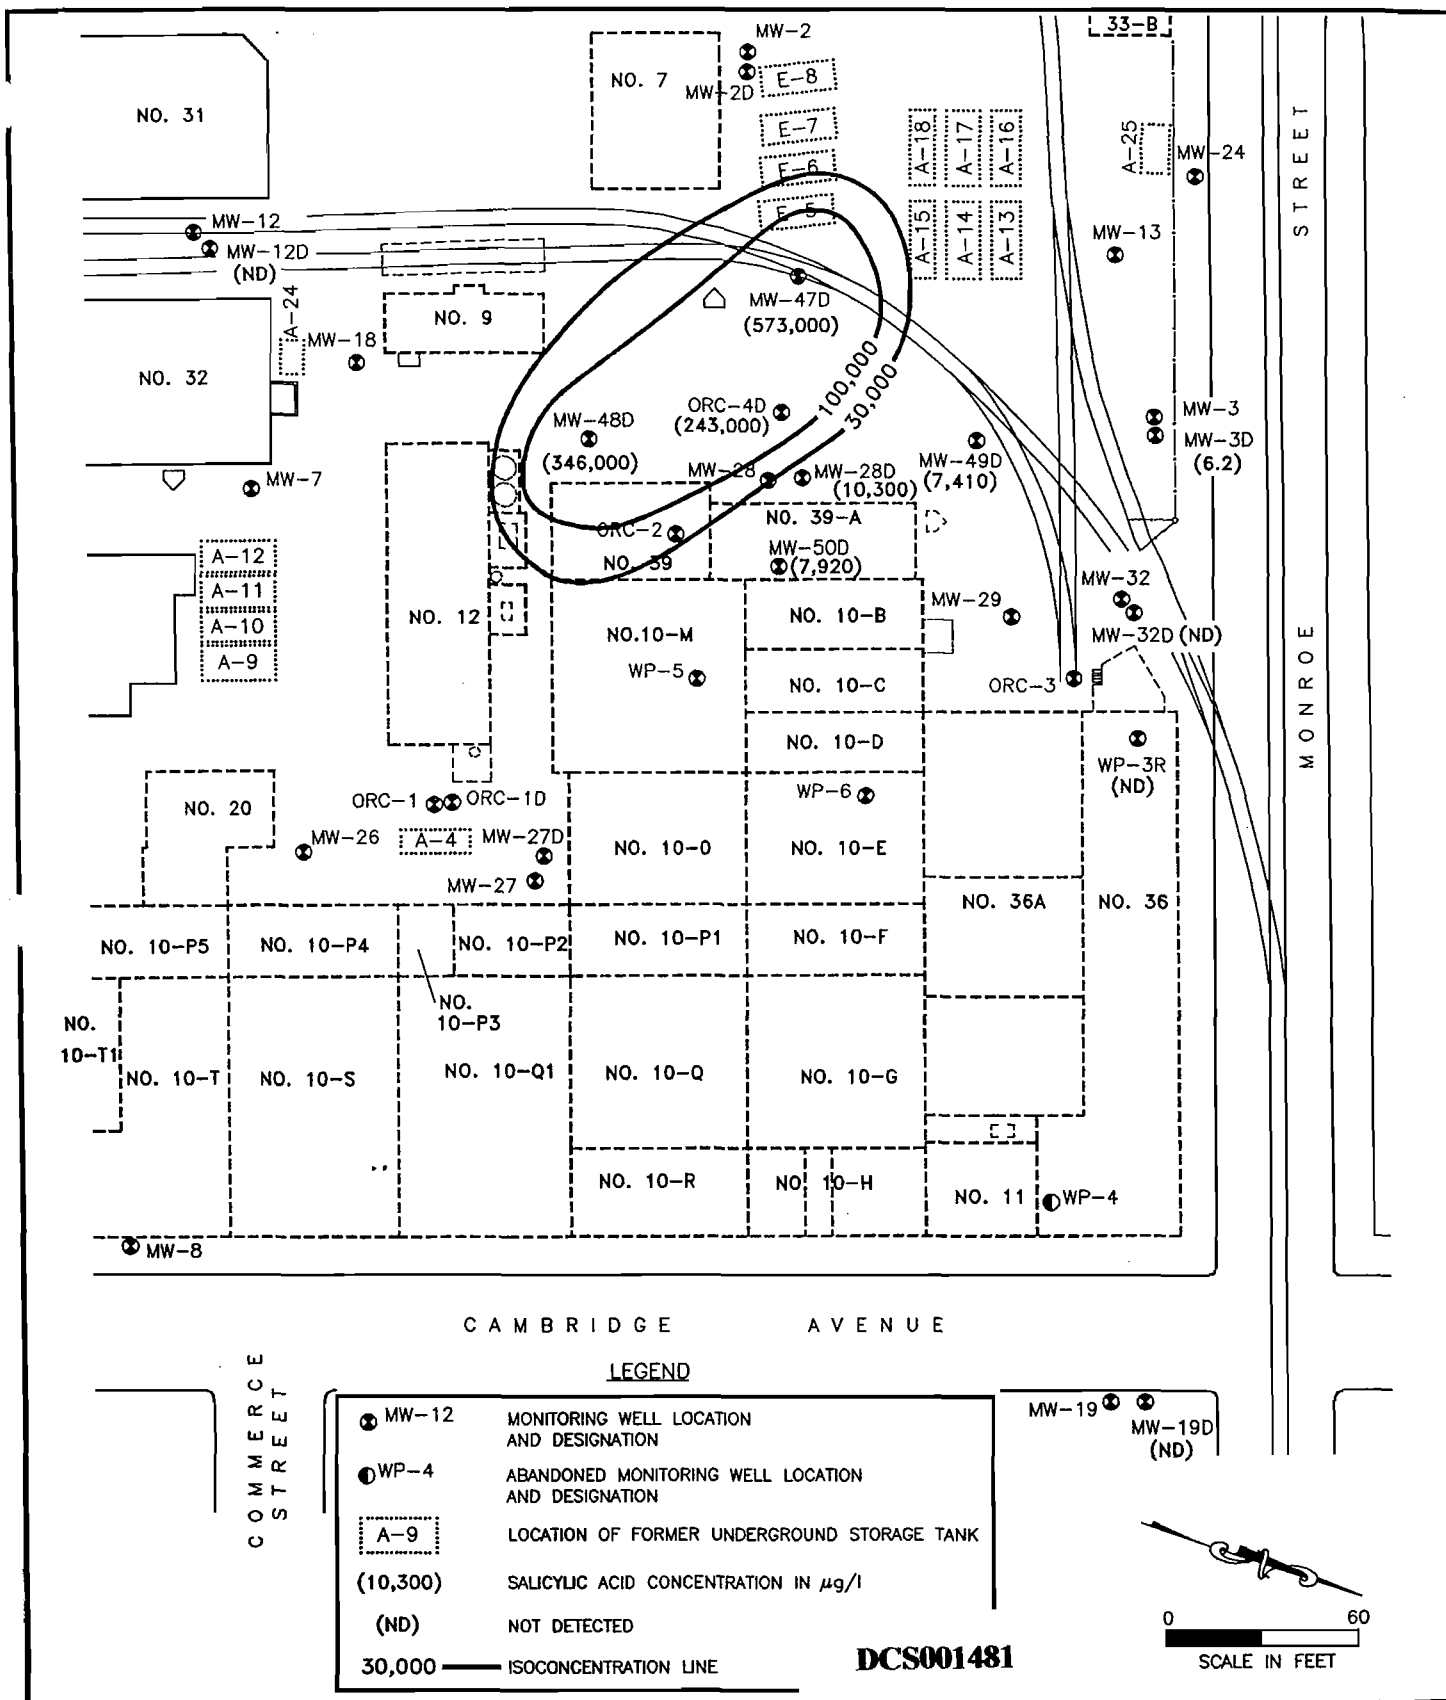 33-B
MW-2
NO. 7
E-8
MW-2D
NO. 31
E-7
A-18
A-17
A-16
A-25
MW-24
STREET
E-6
E-5
A-15
A-14
A-13
MW-12
MW-12D
(ND)
MW-13
A-24
MW-47D
(573,000)
NO. 9
MW-18
NO. 32
100,000
30,000
ORC-4D
(243,000)
MW-48D
(346,000)
MW-3
MW-3D
(6.2)
MW-7
MW-28
MW-28D
(10,300)
MW-49D
(7,410)
NO. 39-A
ORC-2
NO. 39
MW-50D
(7,920)
A-12
A-11
A-10
A-9
NO. 12
NO.10-M
NO. 10-B
MW-29
MW-32
MW-32D (ND)
MONROE
WP-5
NO. 10-C
ORC-3
NO. 10-D
WP-3R
(ND)
ORC-1
ORC-1D
WP-6
NO. 20
MW-26
A-4
MW-27D
NO. 10-O
NO. 10-E
MW-27
NO. 36A
NO. 36
NO. 10-P5
NO. 10-P4
NO. 10-P2
NO. 10-P1
NO. 10-F
NO.
10-P3
NO.
10-T1
NO. 10-T
NO. 10-S
NO. 10-Q1
NO. 10-Q
NO. 10-G
NO. 10-R
NO. 10-H
NO. 11
WP-4
MW-8
CAMBRIDGE AVENUE
COMMERCE
STREET
MW-19
MW-19D
(ND)
LEGEND
MW-12 MONITORING WELL LOCATION
AND DESIGNATION
WP-4 ABANDONED MONITORING WELL LOCATION
AND DESIGNATION
A-9 LOCATION OF FORMER UNDERGROUND STORAGE TANK
(10,300) SALICYLIC ACID CONCENTRATION IN µg/l
(ND) NOT DETECTED
30,000 ISOCONCENTRATION LINE
DCS001481
0 60
SCALE IN FEET